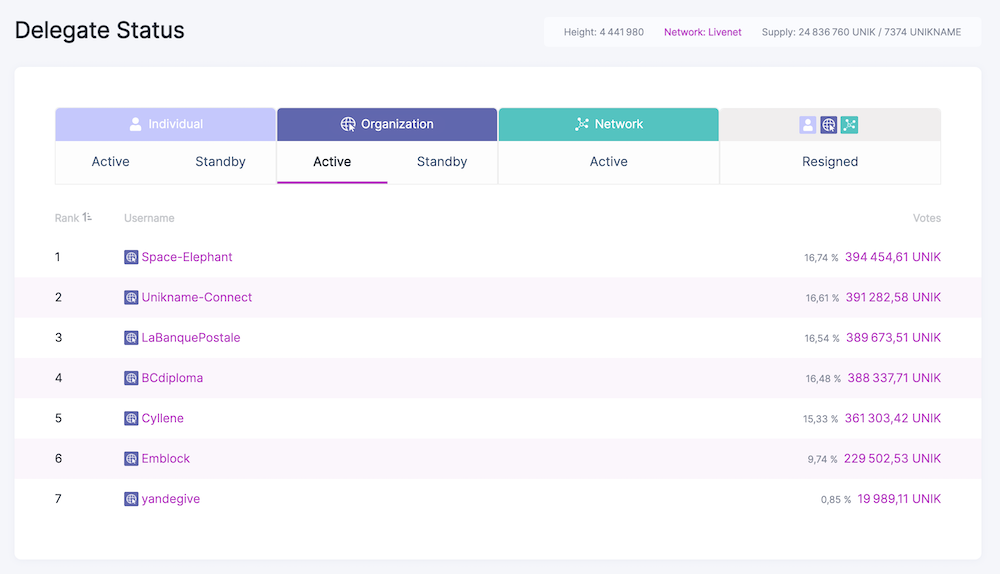 Delegate Status
Height: 4 441 980 Network: Livenet Supply: 24 836 760 UNIK / 7374 UNIKNAME
Individual Organization Network
Active Standby Active Standby Active Resigned
Rank Username Votes
1 Space-Elephant 16,74 % 394 454,61 UNIK
2 Unikname-Connect 16,61 % 391 282,58 UNIK
3 LaBanquePostale 16,54 % 389 673,51 UNIK
4 BCdiploma 16,48 % 388 337,71 UNIK
5 Cyllene 15,33 % 361 303,42 UNIK
6 Emblock 9,74 % 229 502,53 UNIK
7 yandegive 0,85 % 19 989,11 UNIK